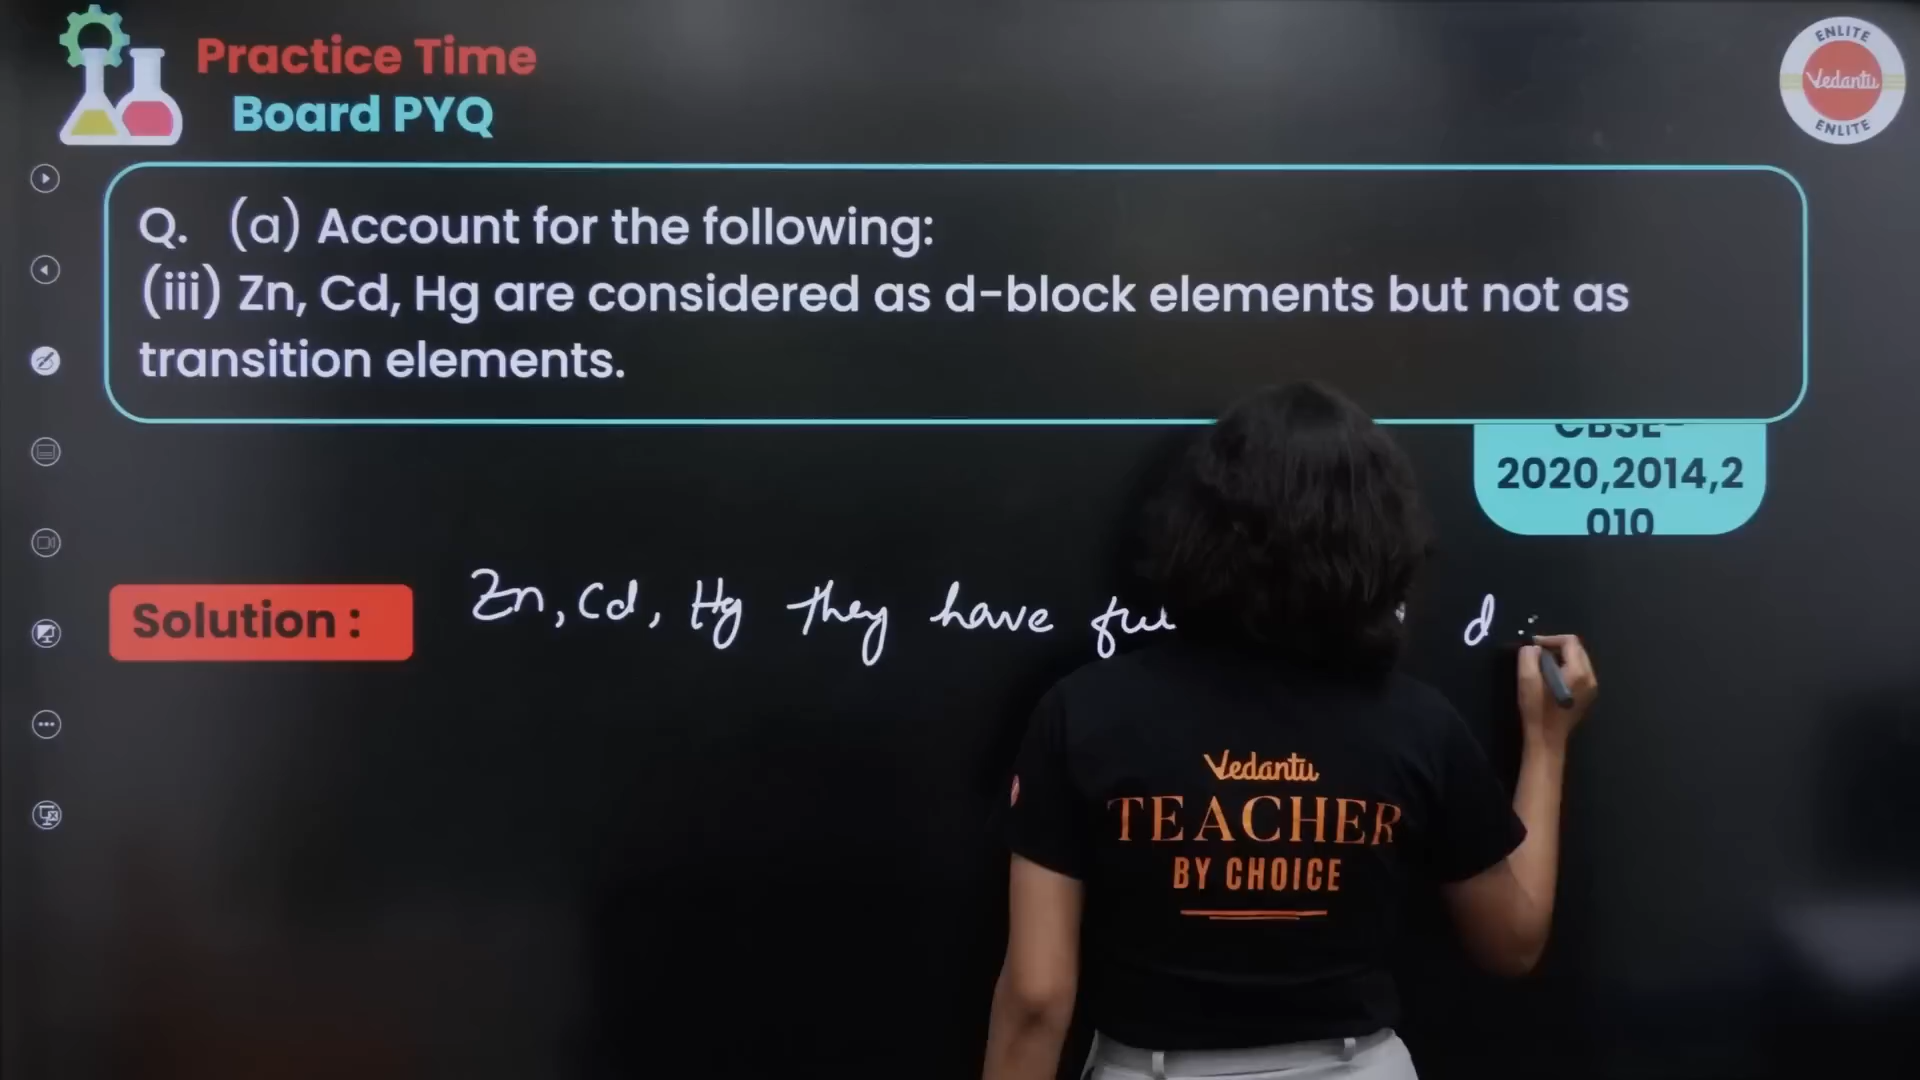 Practice Time
Board PYQ
ENLITE
Vedantu
ENLITE
Q. (a) Account for the following:
(iii) Zn, Cd, Hg are considered as d-block elements but not as
transition elements.
CBSE-
2020,2014,2
010
Solution :
Zn, Cd, Hg they have d
Vedantu
TEACHER
BY CHOICE